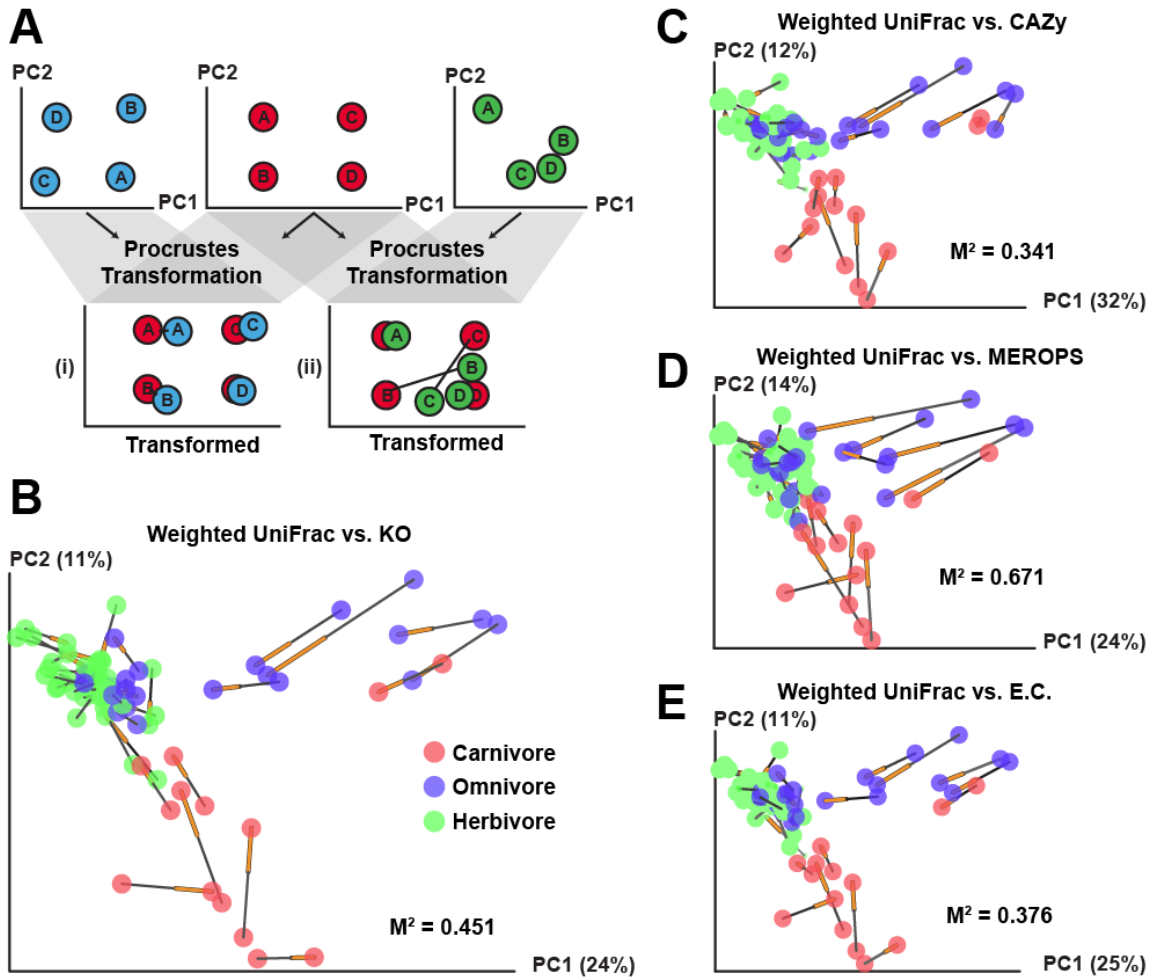 A
PC2
D
B
C
A
PC1
PC2
A
C
B
D
PC1
PC2
A
B
C
D
PC1
Procrustes
Transformation
Procrustes
Transformation
(i)
A
A
C
C
B
B
D
Transformed
(ii)
A
C
B
B
C
D
D
Transformed
B
Weighted UniFrac vs. KO
PC2 (11%)
Carnivore
Omnivore
Herbivore
M² = 0.451
PC1 (24%)
C
Weighted UniFrac vs. CAZy
PC2 (12%)
M² = 0.341
PC1 (32%)
D
Weighted UniFrac vs. MEROPS
PC2 (14%)
M² = 0.671
PC1 (24%)
E
Weighted UniFrac vs. E.C.
PC2 (11%)
M² = 0.376
PC1 (25%)